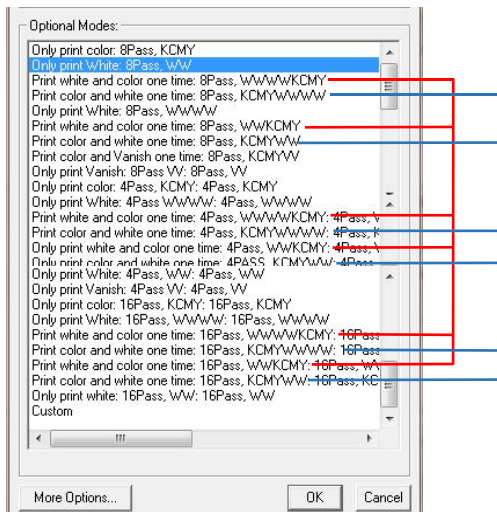 Optional Modes:
Only print color: 8Pass, KCMY
Only print White: 8Pass, WW
Print white and color one time: 8Pass, WWWWKCMY
Print color and white one time: 8Pass, KCMYWWWW
Only print White: 8Pass, WWWW
Print white and color one time: 8Pass, WWKCMY
Print color and white one time: 8Pass, KCMYWW
Print color and Vanish one time: 8Pass, KCMYVV
Only print Vanish: 8Pass VV: 8Pass, VV
Only print color: 4Pass, KCMY: 4Pass, KCMY
Only print White: 4Pass WWWW: 4Pass, WWWW
Print white and color one time: 4Pass, WWWWKCMY: 4Pass, V
Print color and white one time: 4Pass, KCMYWWWW: 4Pass, K
Only print white and color one time: 4Pass, WWKCMY: 4Pass, V
Only print color and white one time: 4PASS, KCMYWW: 4Pass
Only print White: 4Pass, WW: 4Pass, WW
Only print Vanish: 4Pass VV: 4Pass, VV
Only print color: 16Pass, KCMY: 16Pass, KCMY
Only print White: 16Pass, WWWW: 16Pass, WWWW
Print white and color one time: 16Pass, WWWWKCMY: 16Pass
Print color and white one time: 16Pass, KCMYWWWW: 16Pass
Print white and color one time: 16Pass, WWKCMY: 16Pass, WW
Print color and white one time: 16Pass, KCMYWW: 16Pass, KC
Only print white: 16Pass, WW: 16Pass, WW
Custom
More Options... OK Cancel